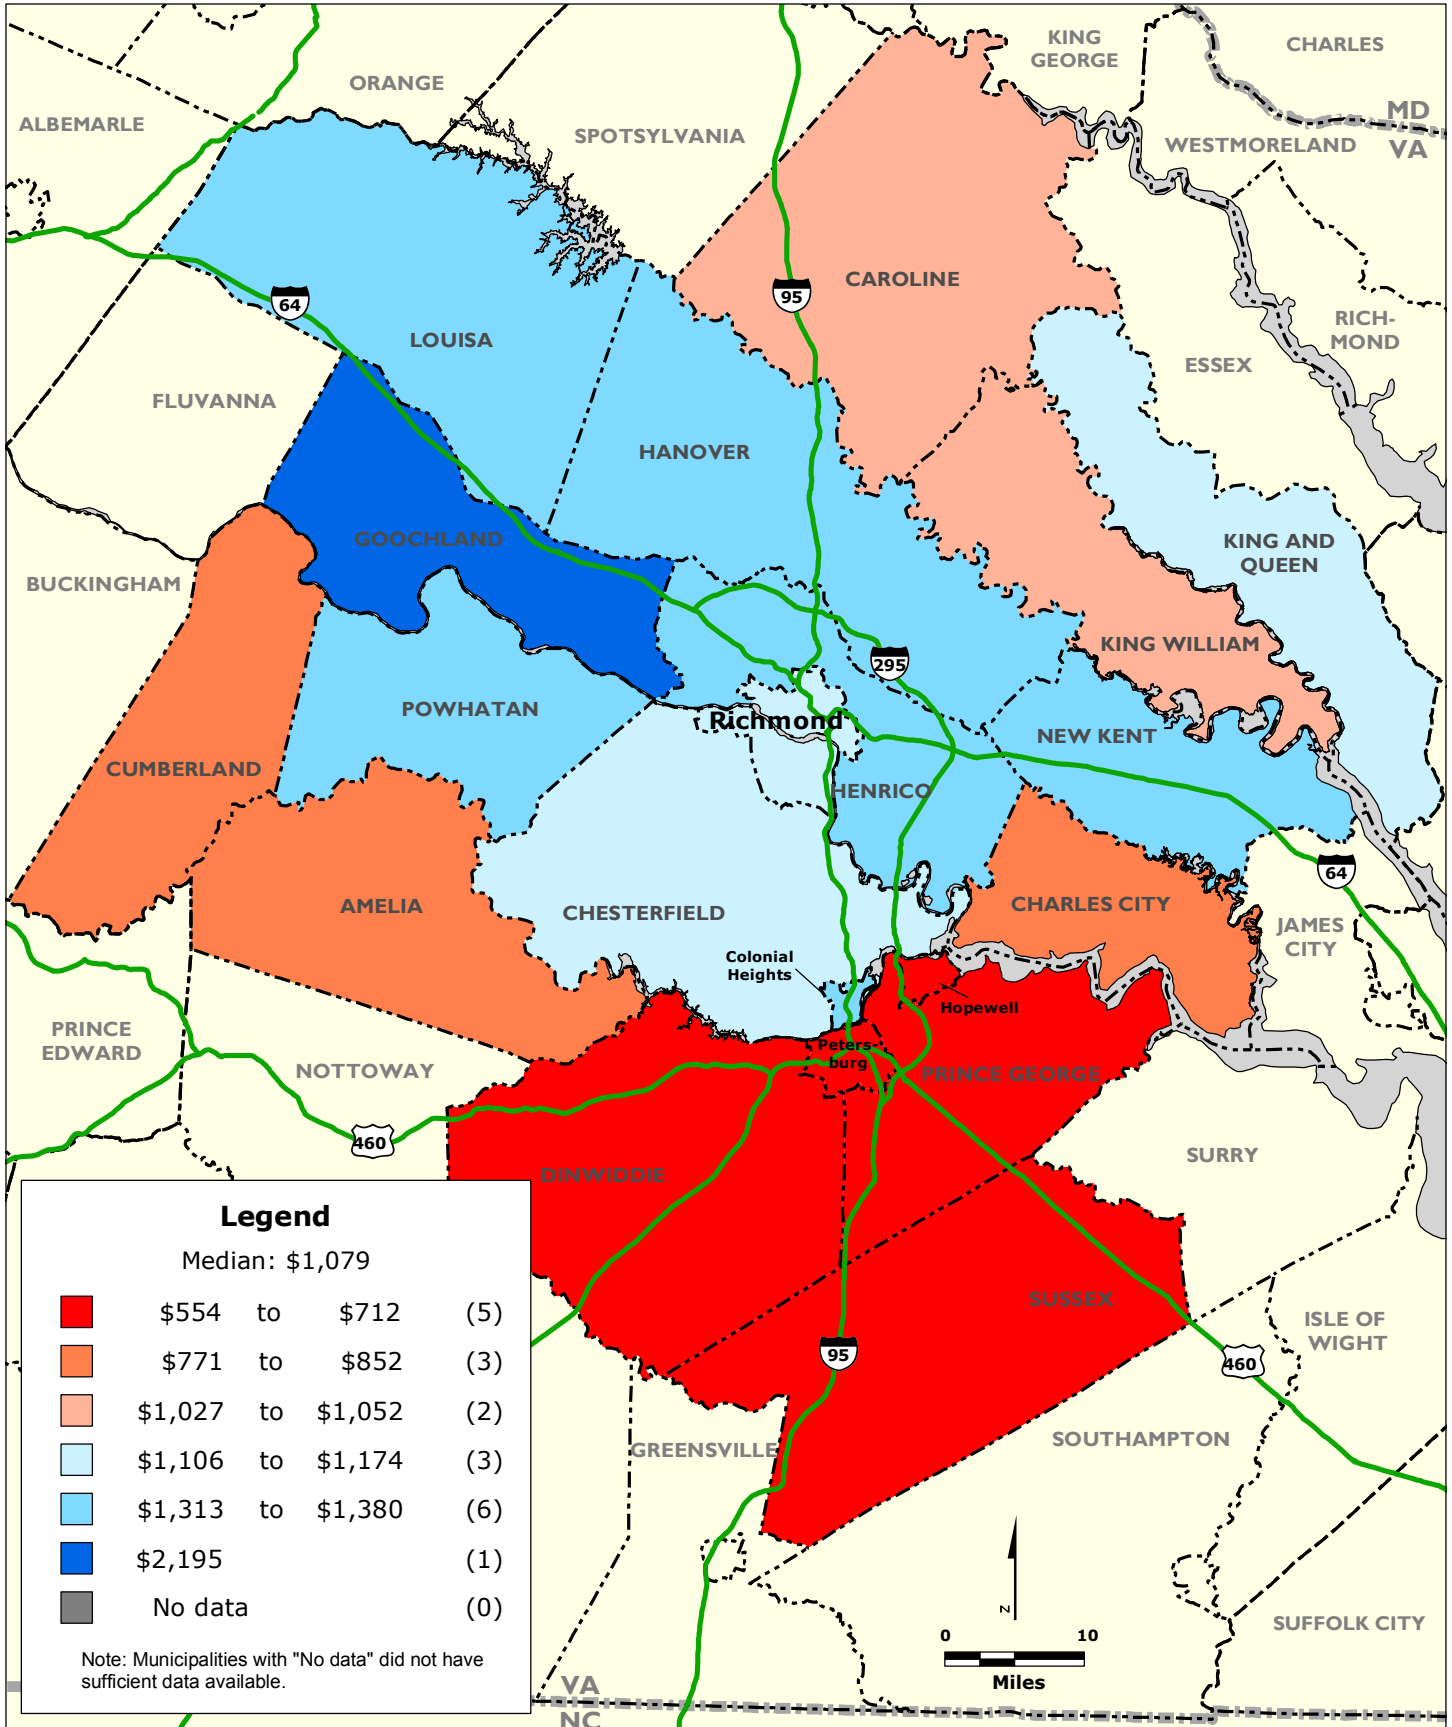 KING
GEORGE
CHARLES
ORANGE
ALBEMARLE
SPOTSYLVANIA
MD
VA
WESTMORELAND
CAROLINE
64
95
RICH-
MOND
LOUISA
ESSEX
FLUVANNA
HANOVER
GOOCHLAND
KING AND
QUEEN
BUCKINGHAM
KING WILLIAM
295
POWHATAN
Richmond
NEW KENT
CUMBERLAND
HENRICO
64
AMELIA
CHESTERFIELD
CHARLES CITY
JAMES
CITY
Colonial
Heights
Hopewell
PRINCE
EDWARD
Peters-
burg
NOTTOWAY
PRINCE GEORGE
460
SURRY
DINWIDDIE
SUSSEX
ISLE OF
WIGHT
95
460
GREENSVILLE
SOUTHAMPTON
SUFFOLK CITY
Legend
Median: $1,079
$554 to $712 (5)
$771 to $852 (3)
$1,027 to $1,052 (2)
$1,106 to $1,174 (3)
$1,313 to $1,380 (6)
$2,195 (1)
No data (0)
Note: Municipalities with "No data" did not have
sufficient data available.
N
0 10
Miles
VA
NC